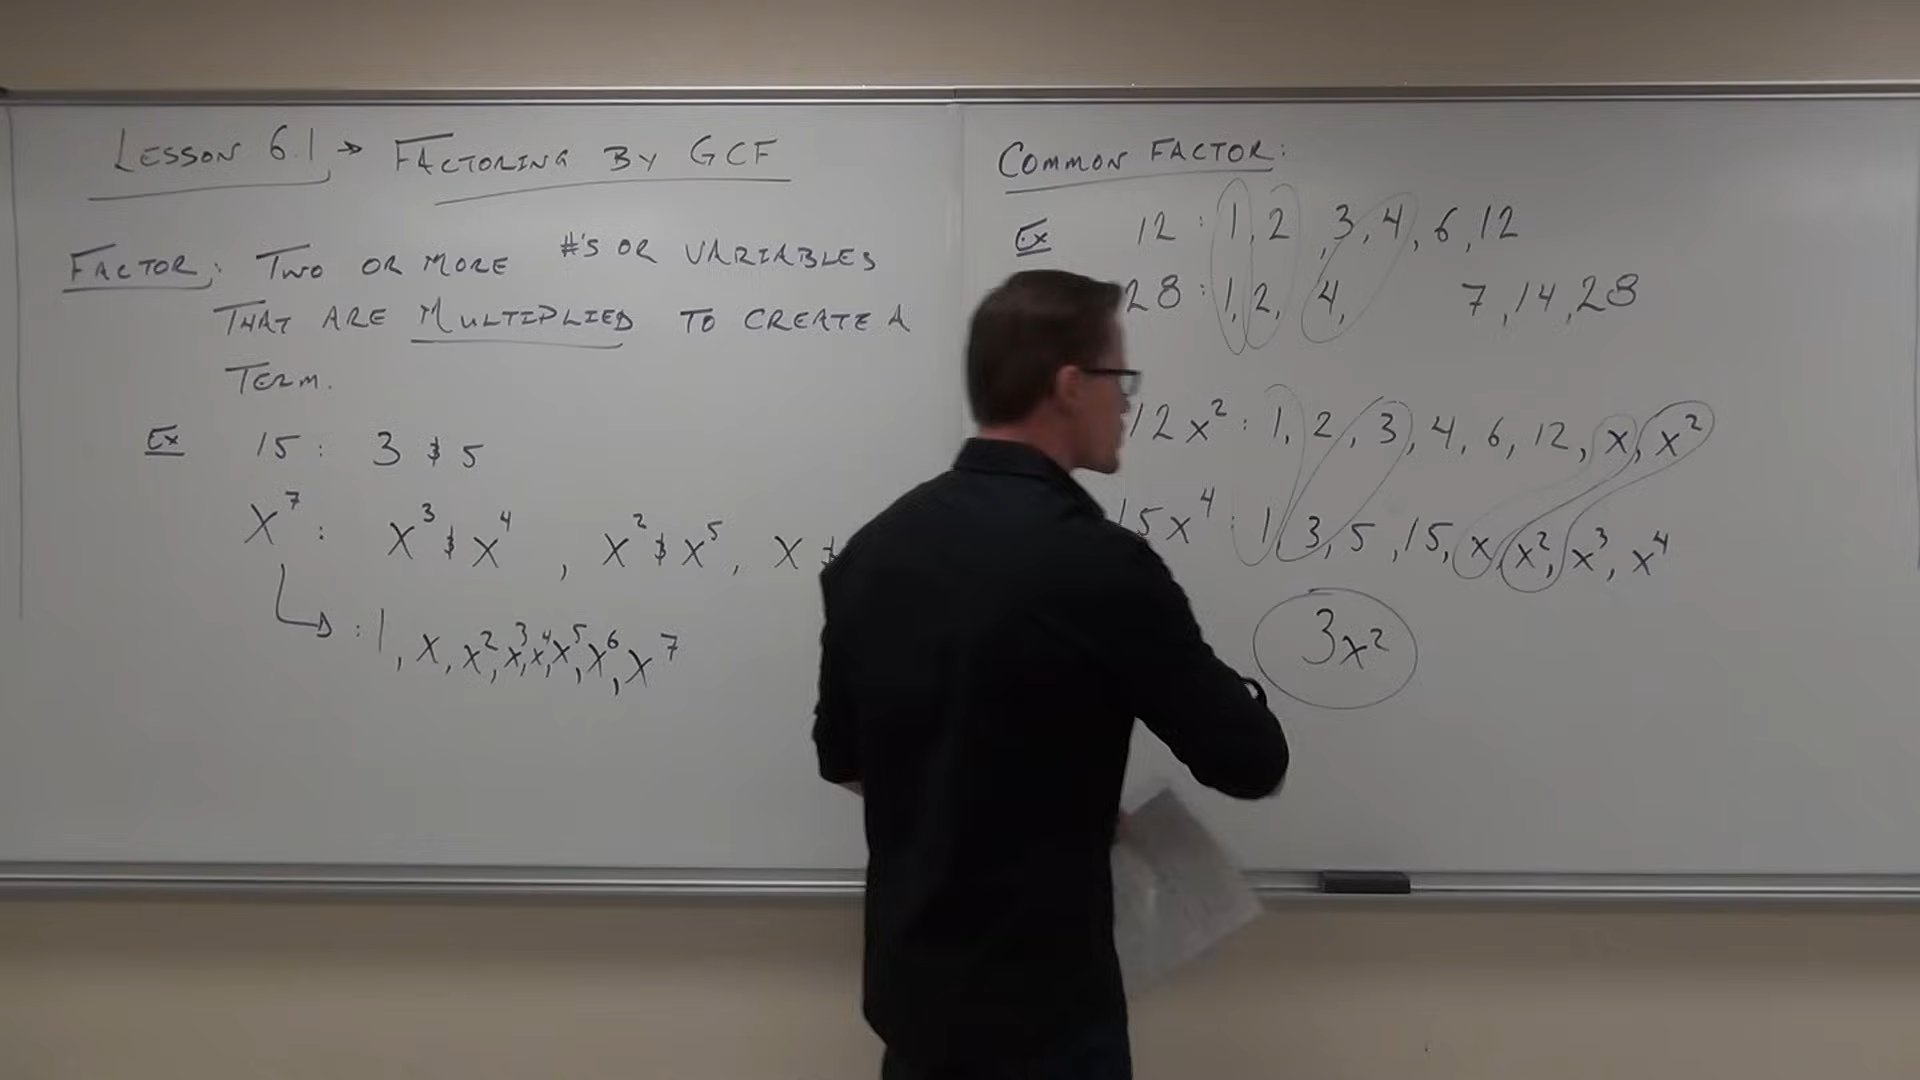 LESSON 6.1 → FACTORING BY GCF
FACTOR: TWO OR MORE #'S OR VARIABLES
THAT ARE MULTIPLIED TO CREATE A
TERM.
Ex 15: 3 & 5
x⁷: x³ & x⁴, x² & x⁵, x &
: 1, x, x², x³, x⁴, x⁵, x⁶, x⁷
COMMON FACTOR:
Ex 12: 1, 2, 3, 4, 6, 12
28: 1, 2, 4, 7, 14, 28
12x²: 1, 2, 3, 4, 6, 12, x, x²
15x⁴: 1, 3, 5, 15, x, x², x³, x⁴
3x²